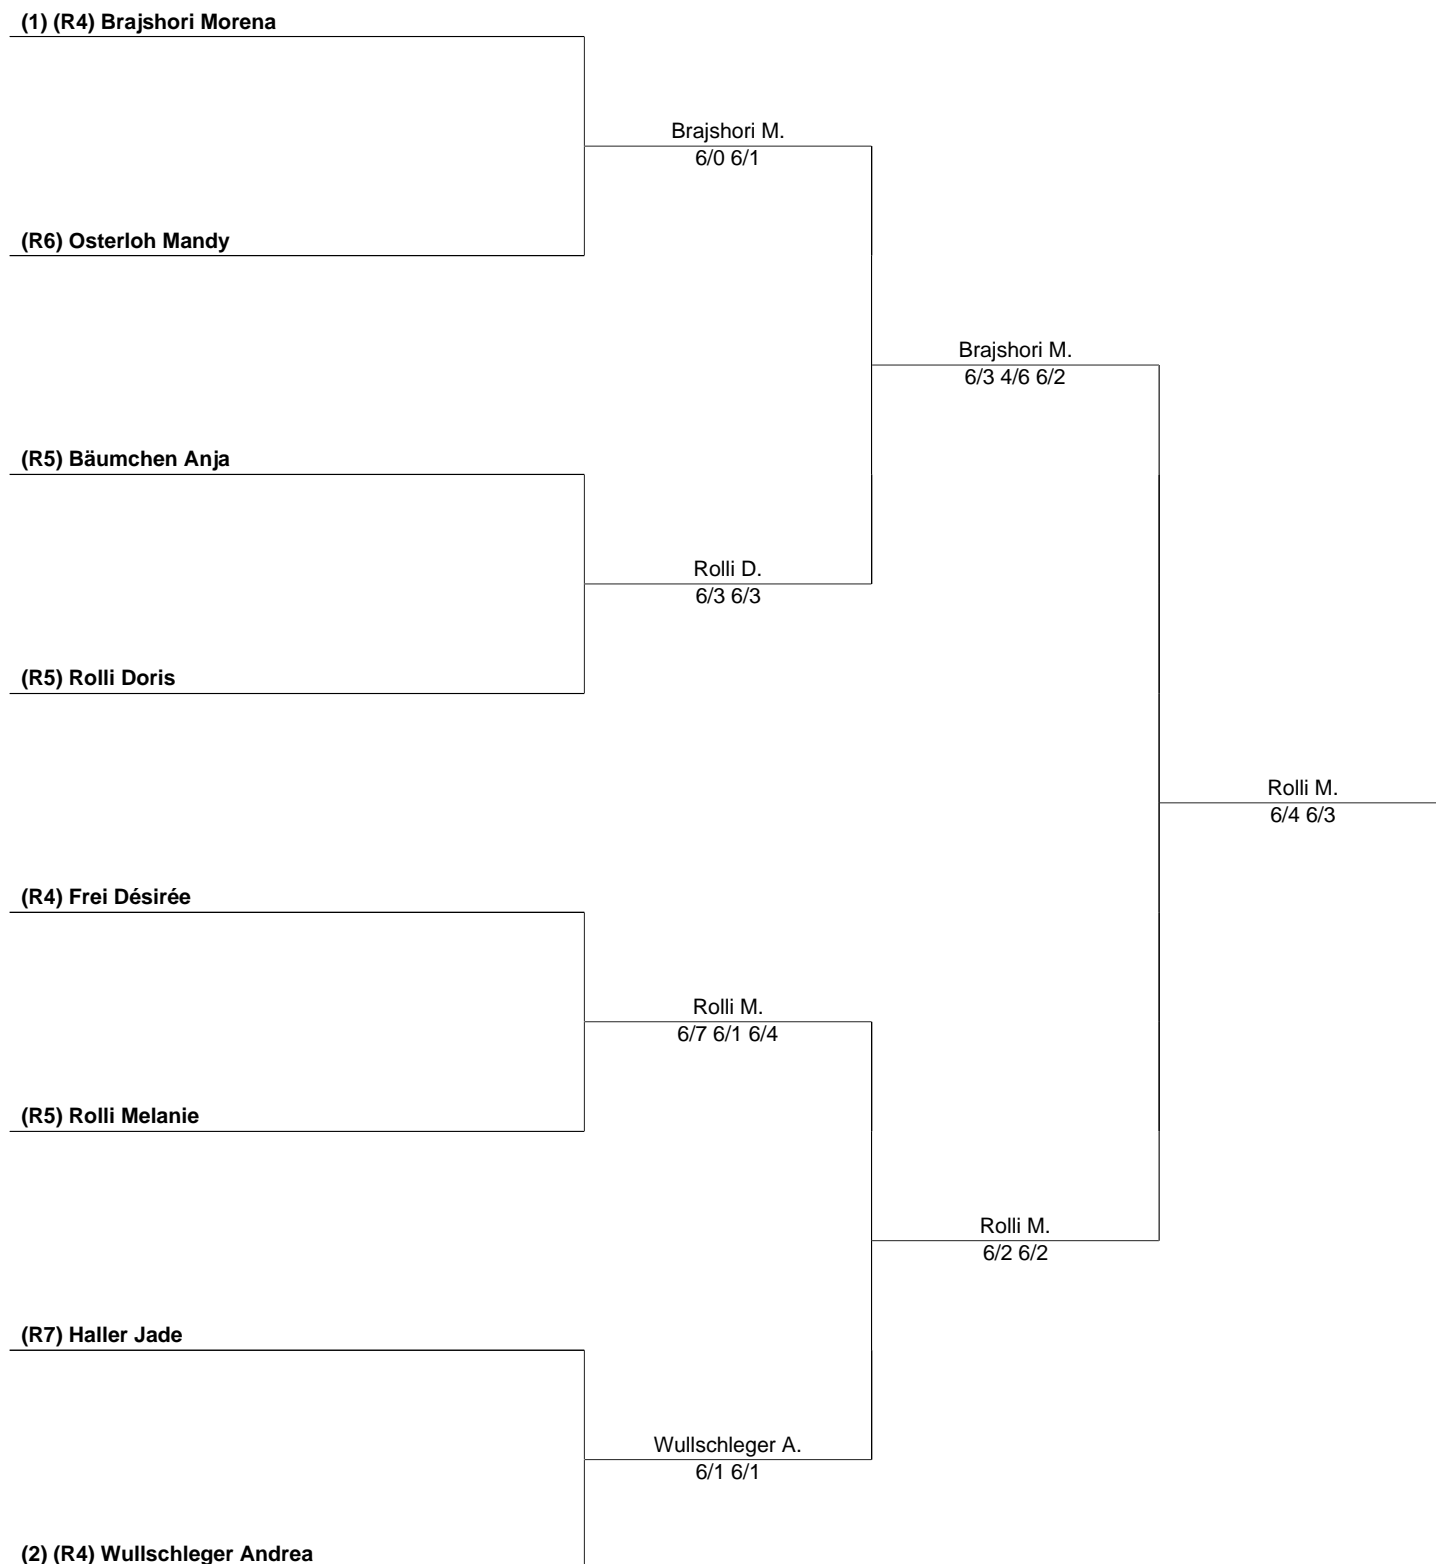 (1) (R4) Brajshori Morena
Brajshori M.
6/0 6/1
(R6) Osterloh Mandy
Brajshori M.
6/3 4/6 6/2
(R5) Bäumchen Anja
Rolli D.
6/3 6/3
(R5) Rolli Doris
Rolli M.
6/4 6/3
(R4) Frei Désirée
Rolli M.
6/7 6/1 6/4
(R5) Rolli Melanie
Rolli M.
6/2 6/2
(R7) Haller Jade
Wullschleger A.
6/1 6/1
(2) (R4) Wullschleger Andrea